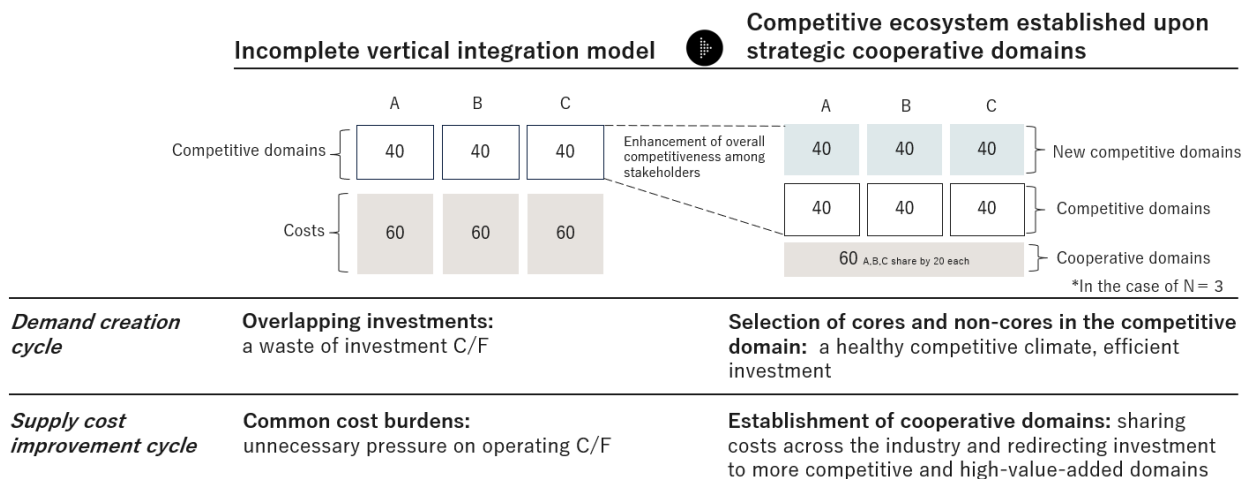 Incomplete vertical integration model
Competitive ecosystem established upon
strategic cooperative domains
A B C
Competitive domains
40 40 40
Costs
60 60 60
Enhancement of overall
competitiveness among
stakeholders
A B C
40 40 40
New competitive domains
40 40 40
Competitive domains
60 A,B,C share by 20 each
Cooperative domains
*In the case of N = 3
Demand creation
cycle
Overlapping investments:
a waste of investment C/F
Selection of cores and non-cores in the competitive
domain: a healthy competitive climate, efficient
investment
Supply cost
improvement cycle
Common cost burdens:
unnecessary pressure on operating C/F
Establishment of cooperative domains: sharing
costs across the industry and redirecting investment
to more competitive and high-value-added domains